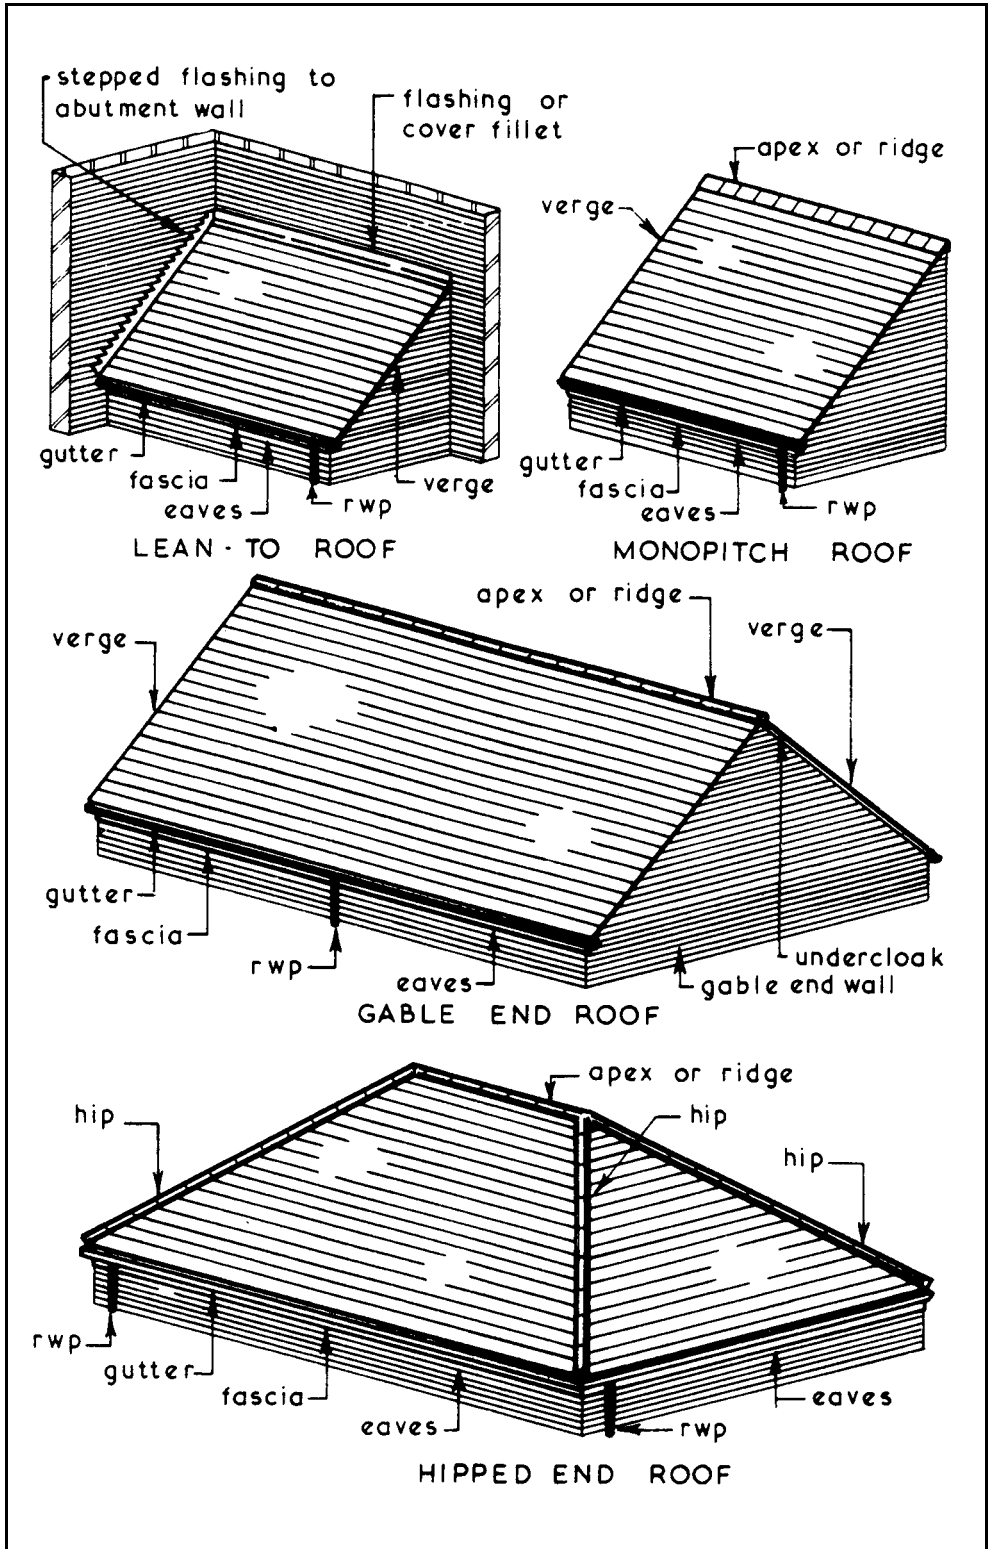 stepped flashing to
abutment wall
flashing or
cover fillet
apex or ridge
verge
gutter
fascia
eaves
rwp
verge
LEAN-TO ROOF
gutter
fascia
eaves
rwp
MONOPITCH ROOF
apex or ridge
verge
verge
gutter
fascia
rwp
eaves
undercloak
gable end wall
GABLE END ROOF
apex or ridge
hip
hip
hip
rwp
gutter
fascia
eaves
eaves
rwp
HIPPED END ROOF